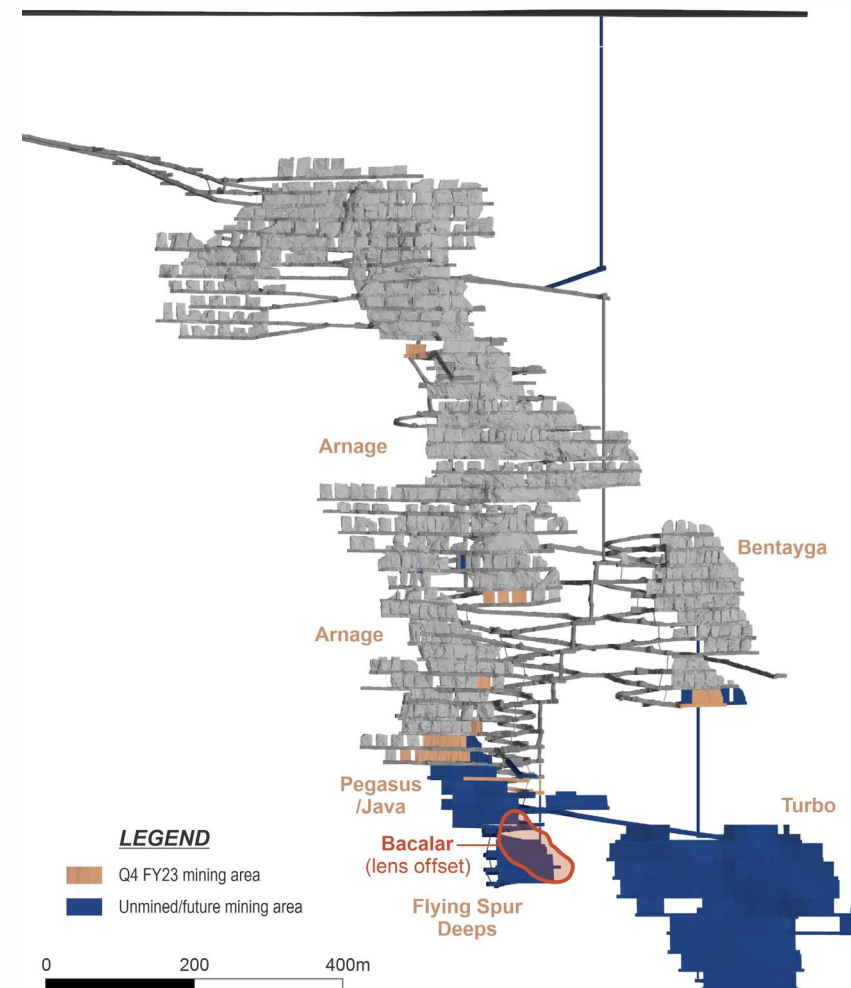 Arnage
Bentayga
Arnage
Pegasus
/Java
Turbo
Bacalar
(lens offset)
Flying Spur
Deeps
LEGEND
Q4 FY23 mining area
Unmined/future mining area
0 200 400m